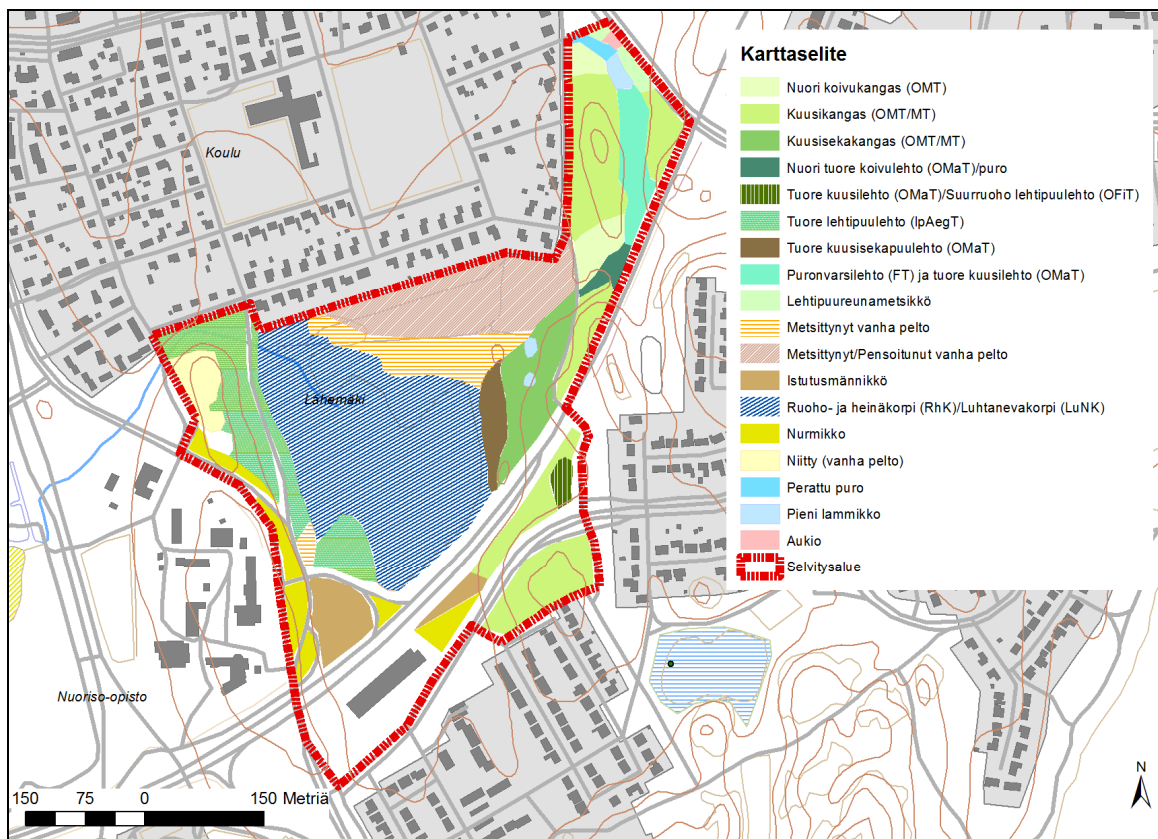 Karttaselite
Nuori koivukangas (OMT)
Kuusikangas (OMT/MT)
Kuusisekakangas (OMT/MT)
Nuori tuore koivulehto (OMaT)/puro
Tuore kuusilehto (OMaT)/Suurruoho lehtipuulehto (OFiT)
Tuore lehtipuulehto (lpAegT)
Tuore kuusisekapuulehto (OMaT)
Puronvarsilehto (FT) ja tuore kuusilehto (OMaT)
Lehtipuureunametsikkö
Metsittynyt vanha pelto
Metsittynyt/Pensoitunut vanha pelto
Istutusmännikkö
Ruoho- ja heinäkorpi (RhK)/Luhtanevakorpi (LuNK)
Nurmikko
Niitty (vanha pelto)
Perattu puro
Pieni lammikko
Aukio
Selvitysalue
Koulu
Lähemäki
Nuoriso-opisto
150 75 0 150 Metriä
N